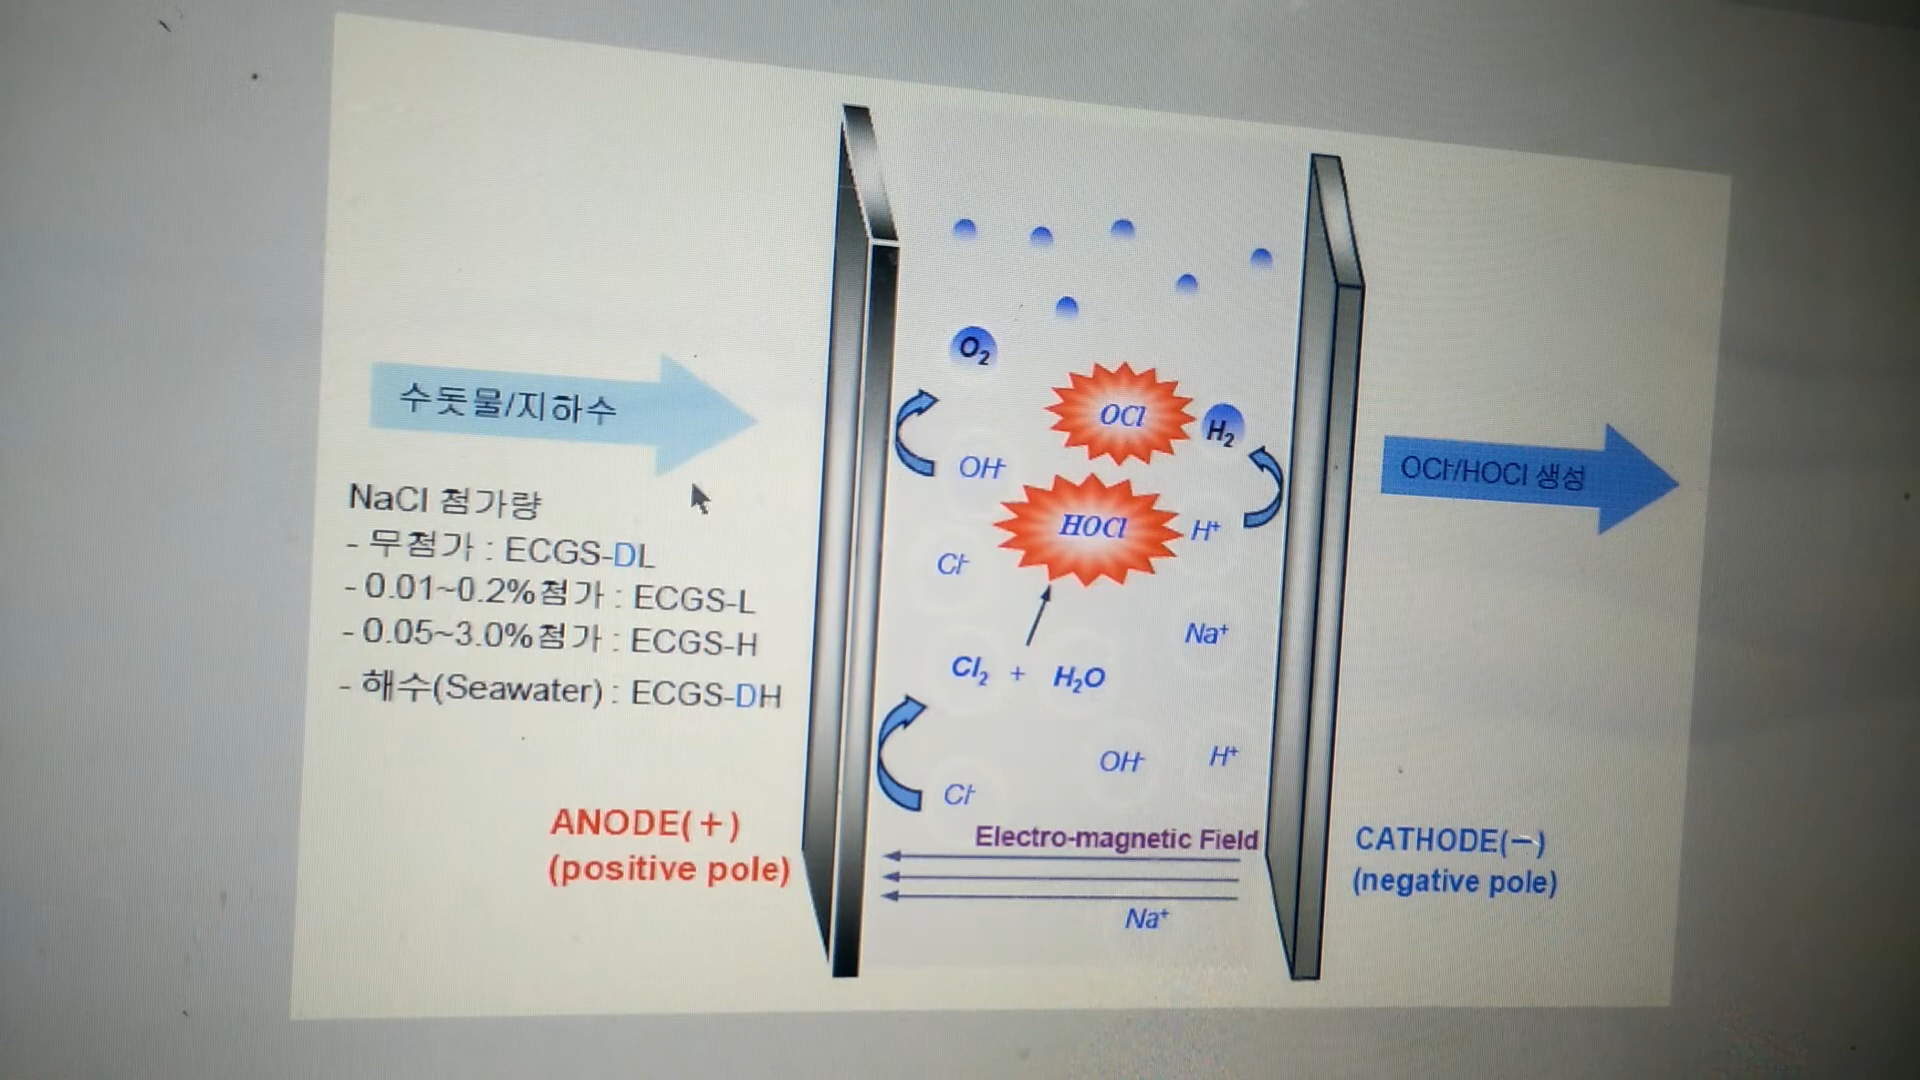 수돗물/지하수
NaCl 첨가량
- 무첨가 : ECGS-DL
- 0.01~0.2%첨가 : ECGS-L
- 0.05~3.0%첨가 : ECGS-H
- 해수(Seawater) : ECGS-DH
ANODE(+)
(positive pole)
O₂
OCl
H₂
OH⁻
HOCl
H⁺
Cl⁻
Na⁺
Cl₂ + H₂O
OH⁻
H⁺
Cl⁻
Electro-magnetic Field
Na⁺
OCl⁻/HOCl 생성
CATHODE(−)
(negative pole)